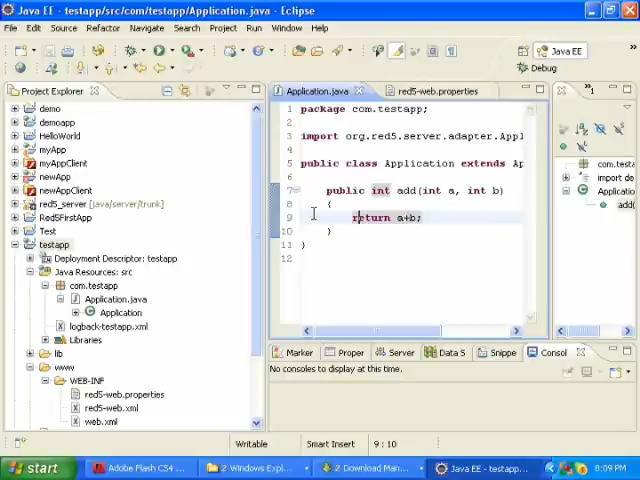 Java EE - testapp/src/com/testapp/Application.java - Eclipse
File Edit Source Refactor Navigate Search Project Run Window Help
Java EE
Debug
Project Explorer
demo
demoapp
HelloWorld
myApp
myAppClient
newApp
newAppClient
red5_server [java/server/trunk]
Red5FirstApp
Test
testapp
Deployment Descriptor: testapp
Java Resources: src
com.testapp
Application.java
Application
logback-testapp.xml
Libraries
lib
www
WEB-INF
red5-web.properties
red5-web.xml
web.xml
Application.java
red5-web.properties
1 package com.testapp;
2
3 import org.red5.server.adapter.Appl
4
5 public class Application extends Ap
6
7 public int add(int a, int b)
8 {
9 return a+b;
10 }
11 }
12
1
com.testa
import de
Applicatio
add(
Marker
Proper
Server
Data S
Snippe
Consol
No consoles to display at this time.
Writable
Smart Insert
9 : 10
start
Adobe Flash CS4 ...
2 Windows Expl...
2 Download Man...
Java EE - testapp...
8:09 PM